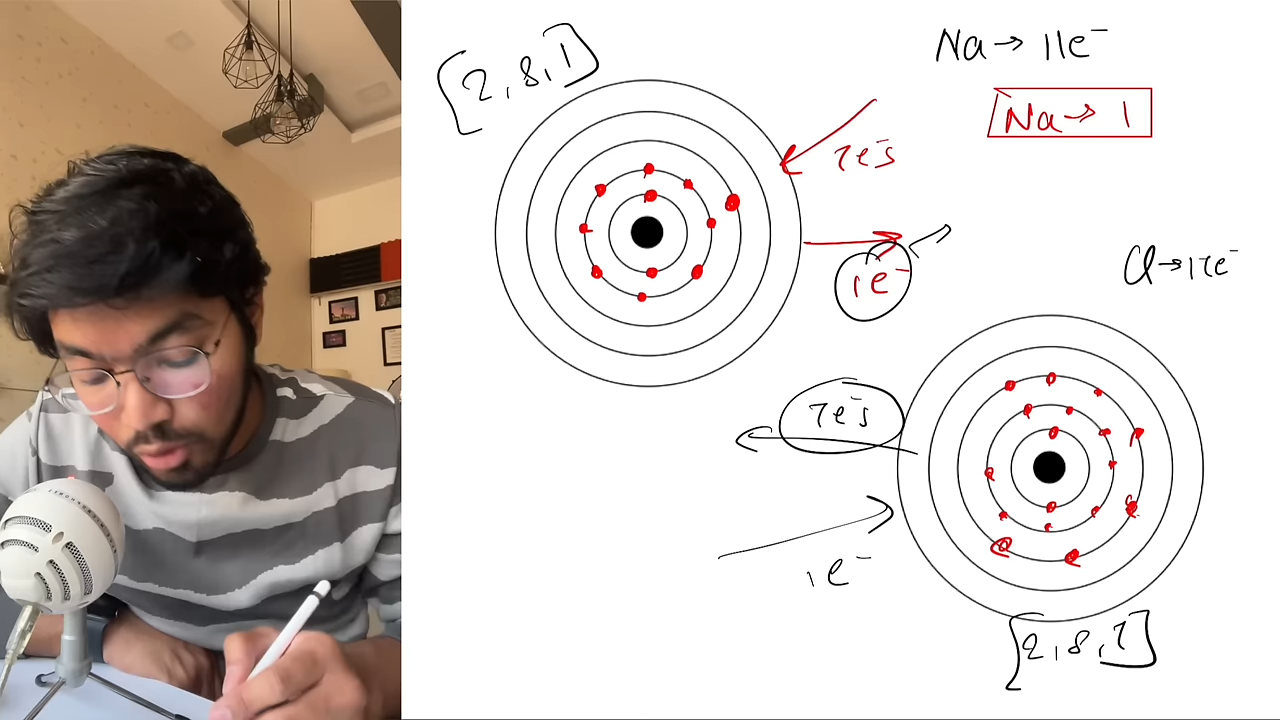 [2, 8, 1]
Na → 11e⁻
Na → 1
7e⁻s
1e⁻
Cl → 17e⁻
7e⁻s
1e⁻
[2, 8, 7]